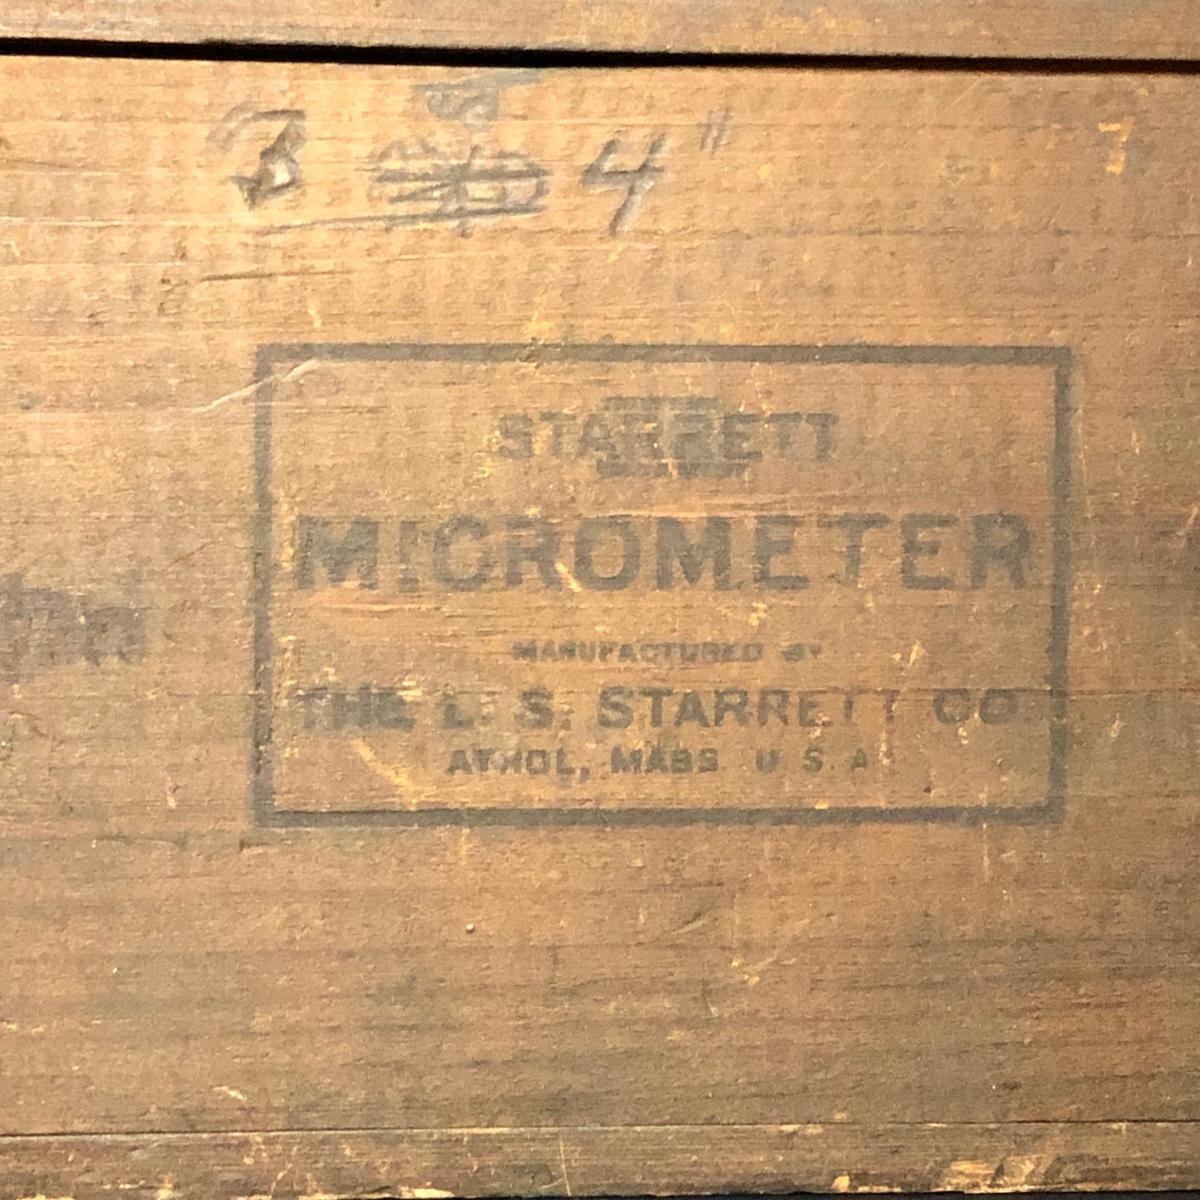 3 4"
STARRETT
MICROMETER
MANUFACTURED BY
THE L. S. STARRETT CO.
ATHOL, MASS U.S.A